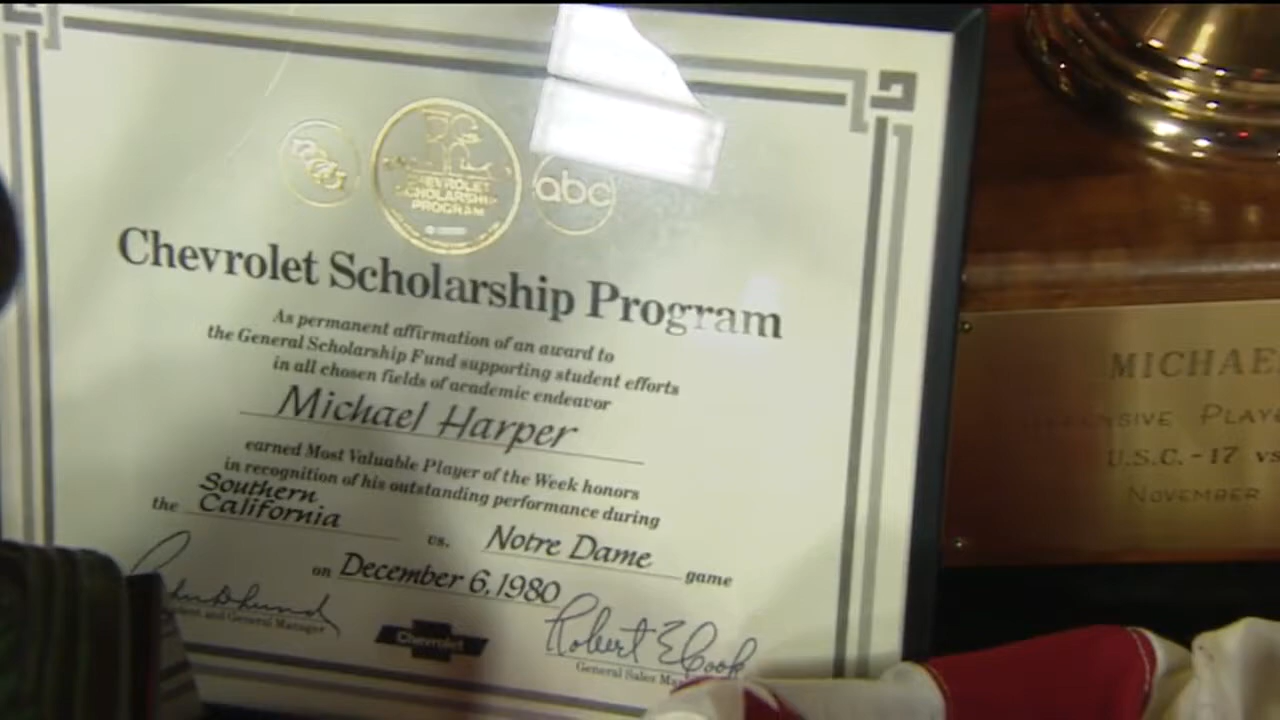 CHEVROLET
SCHOLARSHIP
PROGRAM
abc
Chevrolet Scholarship Program
As permanent affirmation of an award to
the General Scholarship Fund supporting student efforts
in all chosen fields of academic endeavor
Michael Harper
earned Most Valuable Player of the Week honors
in recognition of his outstanding performance during
the Southern California vs. Notre Dame game
on December 6, 1980
and General Manager
Chevrolet
Robert E Cook
General Sales
MICHAE
PLAY
U.S.C. - 17 vs
NOVEMBER